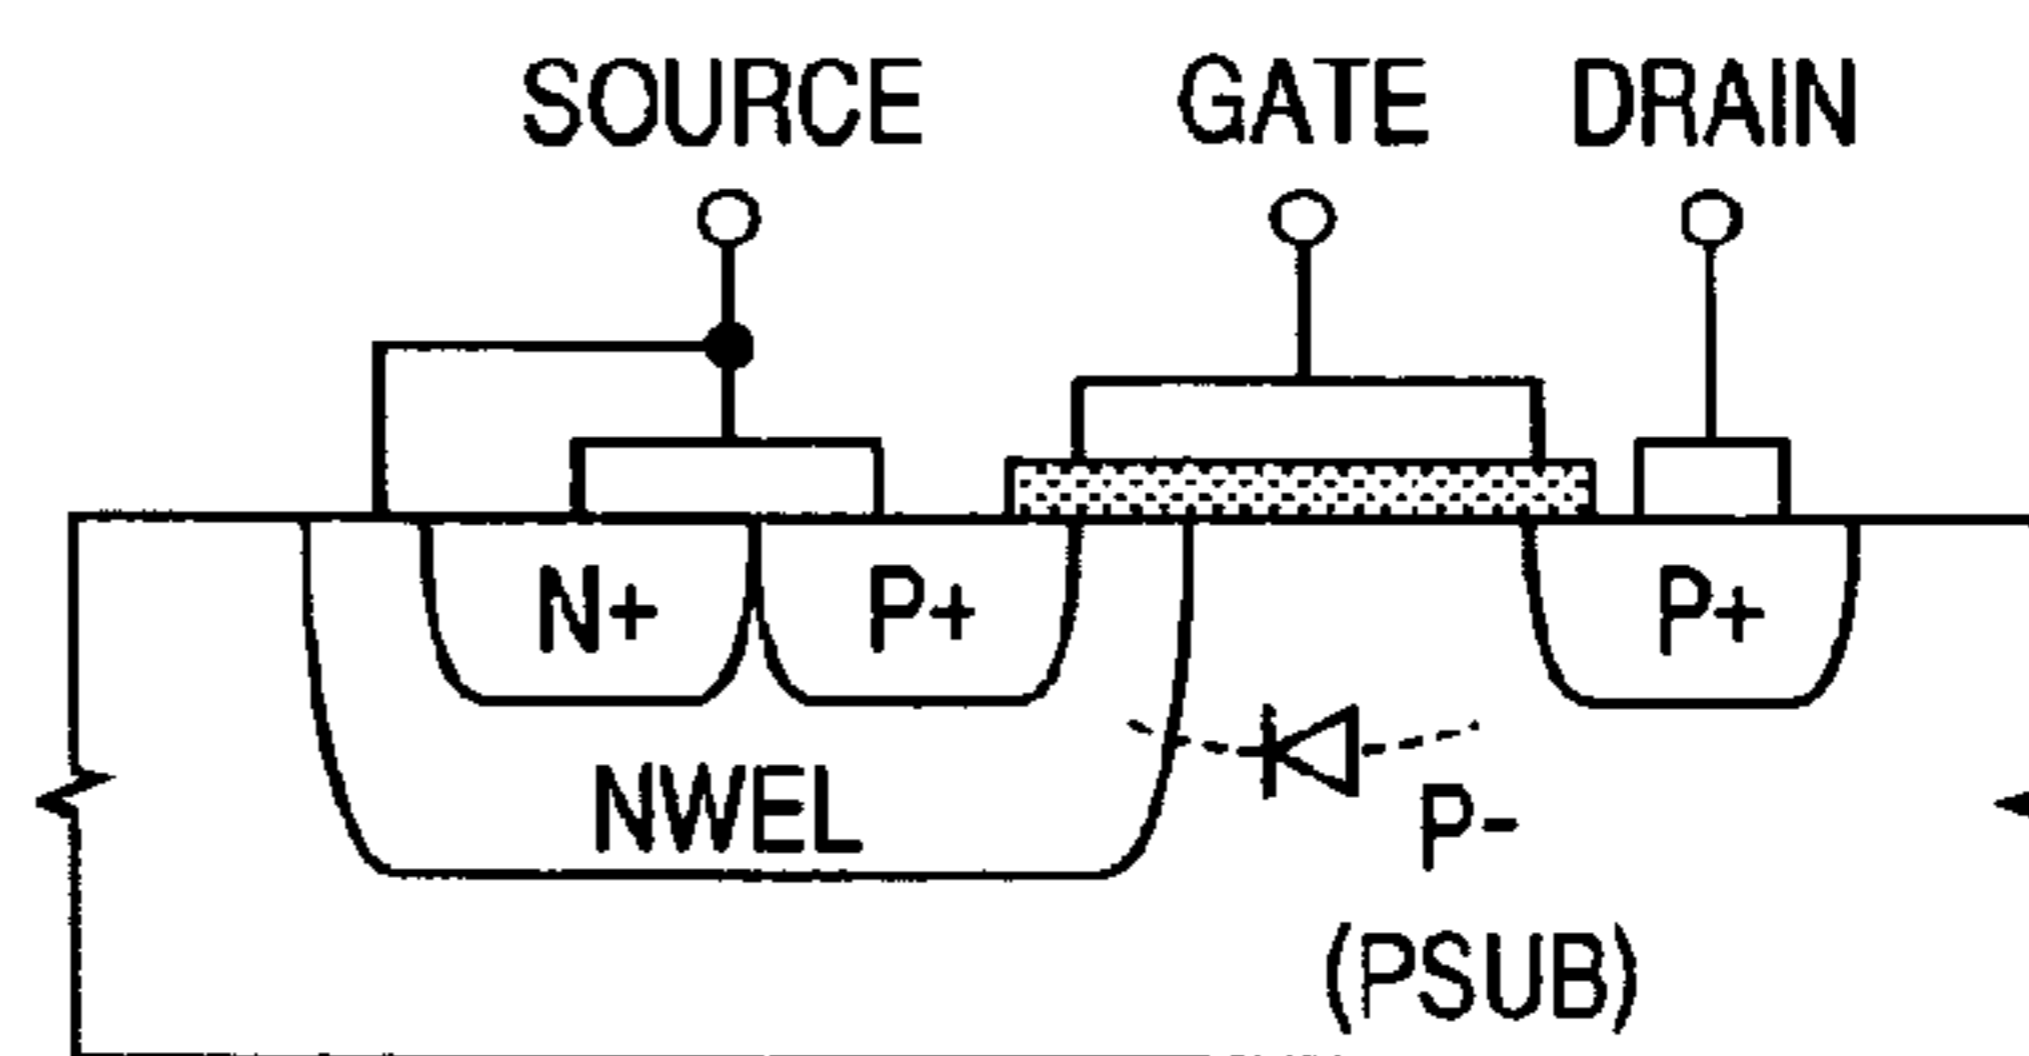 SOURCE GATE DRAIN
N+ P+ P+
NWEL
P-
(PSUB)